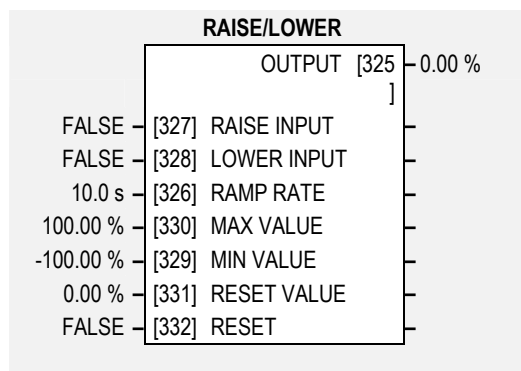 RAISE/LOWER
OUTPUT [325 – 0.00 %
]
FALSE – [327] RAISE INPUT –
FALSE – [328] LOWER INPUT –
10.0 s – [326] RAMP RATE –
100.00 % – [330] MAX VALUE –
-100.00 % – [329] MIN VALUE –
0.00 % – [331] RESET VALUE –
FALSE – [332] RESET –